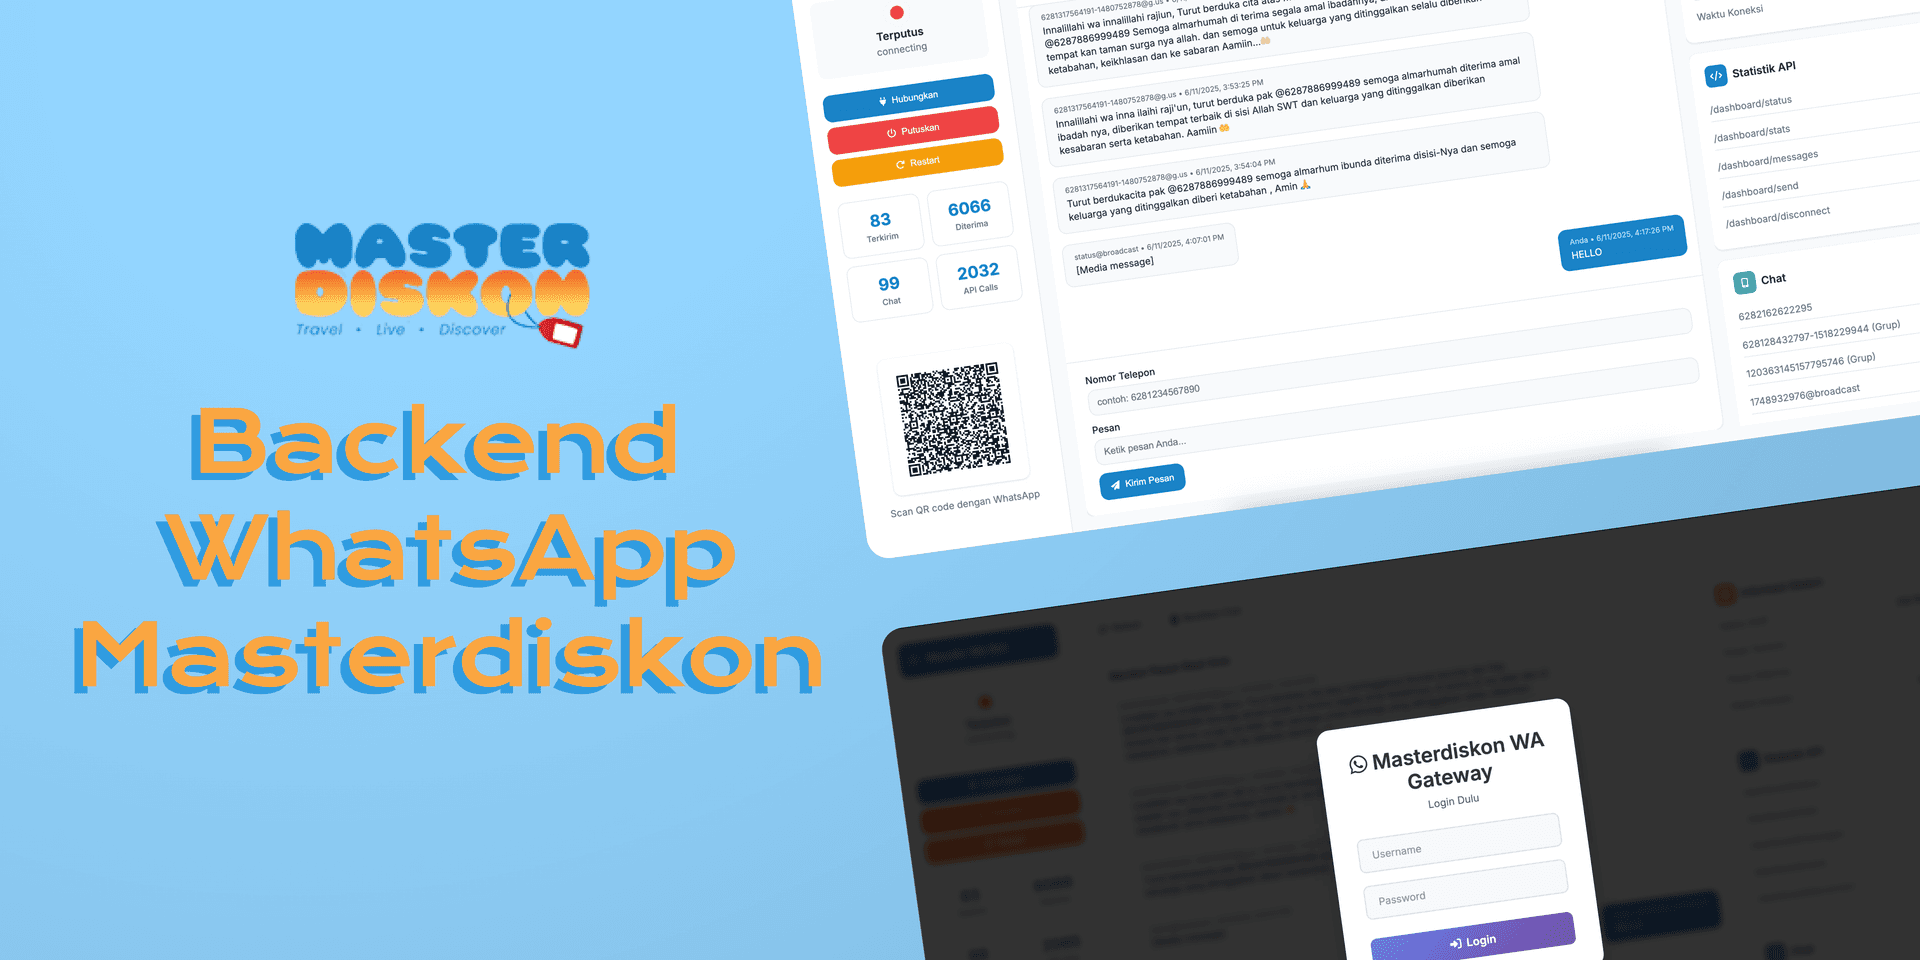 MASTER
DISKON
Travel • Live • Discover
Backend
WhatsApp
Masterdiskon
Terputus
connecting
Hubungkan
Putuskan
Restart
83
Terkirim
6066
Diterima
99
Chat
2032
API Calls
Scan QR code dengan WhatsApp
6281317564191-1480752878@g.us •
Innalillahi wa innalillahi rajiun, Turut berduka cita atas
@6287886999489 Semoga almarhumah di terima segala amal ibadahnya,
tempat kan taman surga nya allah. dan semoga untuk keluarga yang ditinggalkan selalu diberikan
ketabahan, keikhlasan dan ke sabaran Aamiin...🤲🏻
6281317564191-1480752878@g.us • 6/11/2025, 3:53:25 PM
Innalillahi wa inna ilaihi raji'un, turut berduka pak @6287886999489 semoga almarhumah diterima amal
ibadah nya, diberikan tempat terbaik di sisi Allah SWT dan keluarga yang ditinggalkan diberikan
kesabaran serta ketabahan. Aamiin 🤲
6281317564191-1480752878@g.us • 6/11/2025, 3:54:04 PM
Turut berdukacita pak @6287886999489 semoga almarhum ibunda diterima disisi-Nya dan semoga
keluarga yang ditinggalkan diberi ketabahan , Amin 🙏
status@broadcast • 6/11/2025, 4:07:01 PM
[Media message]
Anda • 6/11/2025, 4:17:26 PM
HELLO
Nomor Telepon
contoh: 6281234567890
Pesan
Ketik pesan Anda...
Kirim Pesan
Waktu Koneksi
Statistik API
/dashboard/status
/dashboard/stats
/dashboard/messages
/dashboard/send
/dashboard/disconnect
Chat
6282162622295
628128432797-1518229944 (Grup)
120363145157795746 (Grup)
1748932976@broadcast
Masterdiskon WA
Gateway
Login Dulu
Username
Password
Login